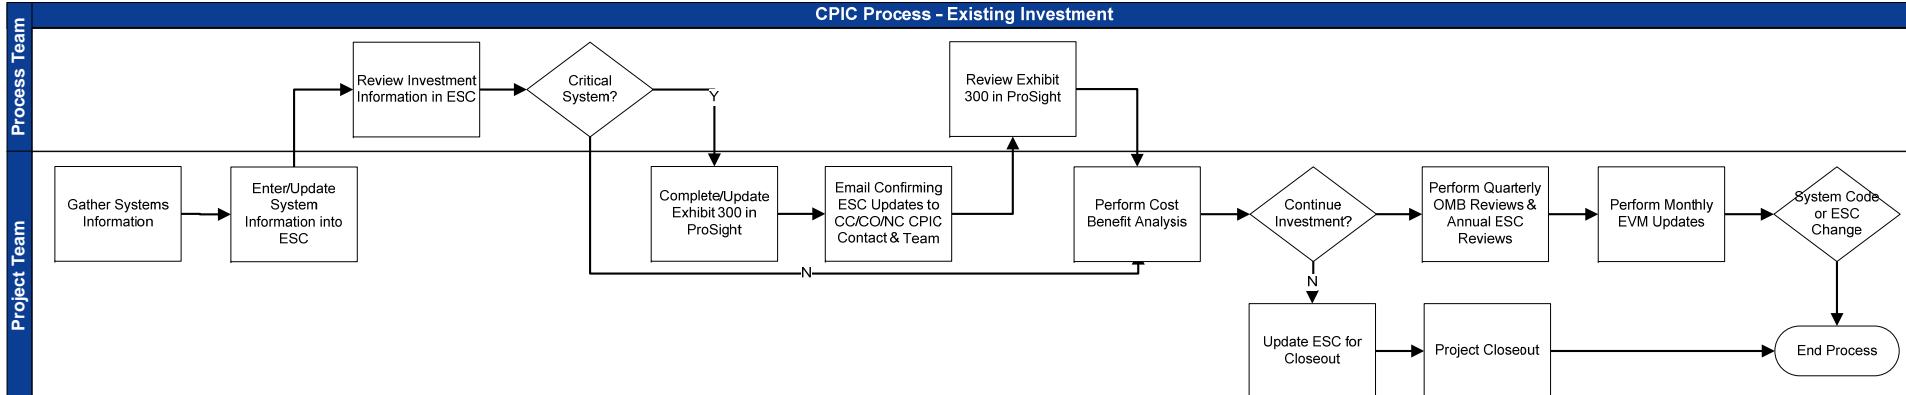 CPIC Process – Existing Investment
Process Team
Review Investment
Information in ESC
Critical
System?
Y
Review Exhibit
300 in ProSight
Project Team
Gather Systems
Information
Enter/Update
System
Information into
ESC
Complete/Update
Exhibit 300 in
ProSight
Email Confirming
ESC Updates to
CC/CO/NC CPIC
Contact & Team
Perform Cost
Benefit Analysis
Continue
Investment?
Perform Quarterly
OMB Reviews &
Annual ESC
Reviews
Perform Monthly
EVM Updates
System Code
or ESC
Change
N
N
Update ESC for
Closeout
Project Closeout
End Process